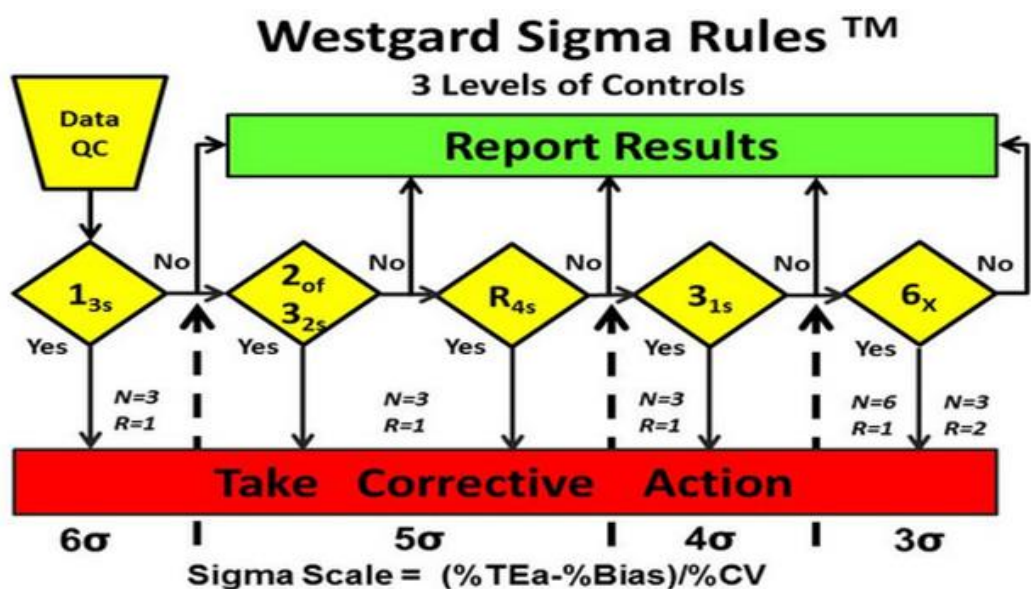 Westgard Sigma Rules ™
3 Levels of Controls
Data
QC
Report Results
No
No
No
No
No
1₃ₛ
2of
3₂ₛ
R₄ₛ
3₁ₛ
6ₓ
Yes
Yes
Yes
Yes
Yes
N=3
R=1
N=3
R=1
N=3
R=1
N=6
R=1
N=3
R=2
Take Corrective Action
6σ
5σ
4σ
3σ
Sigma Scale = (%TEa-%Bias)/%CV